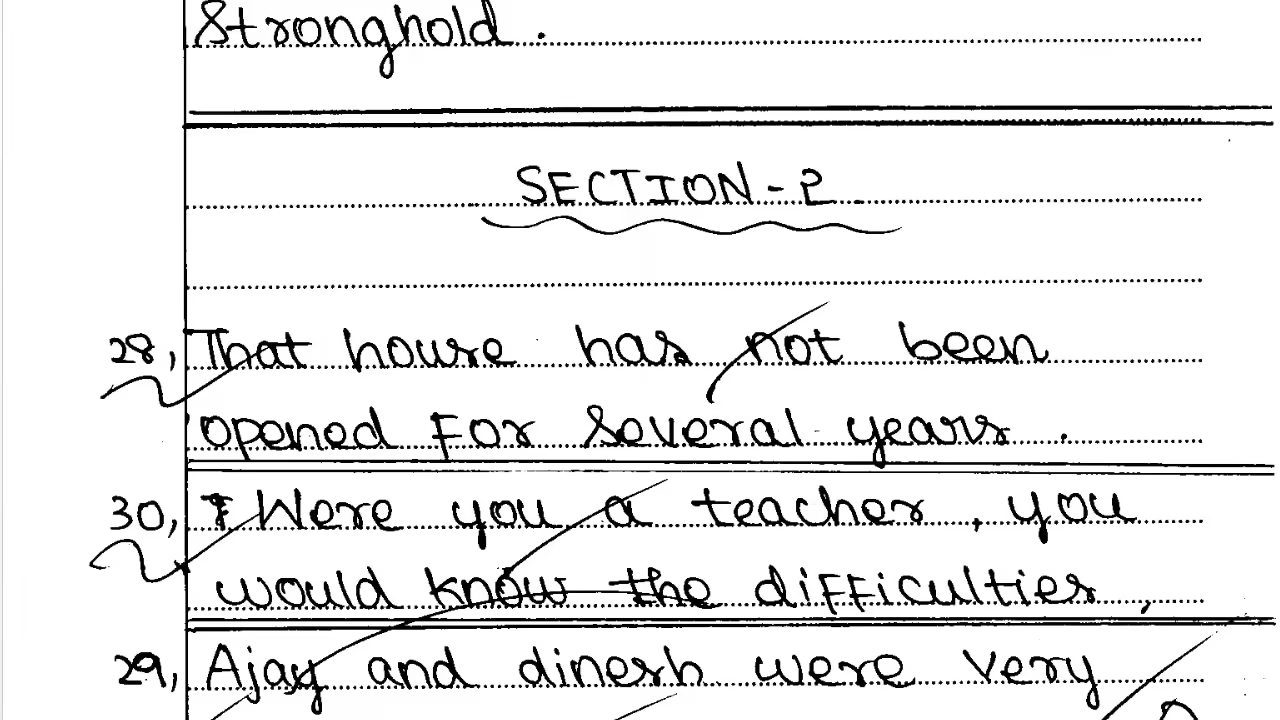 Stronghold.
SECTION-2
28, That house has not been
opened for several years.
30, Were you a teacher, you
would know the difficulties,
29, Ajay and dinesh were very